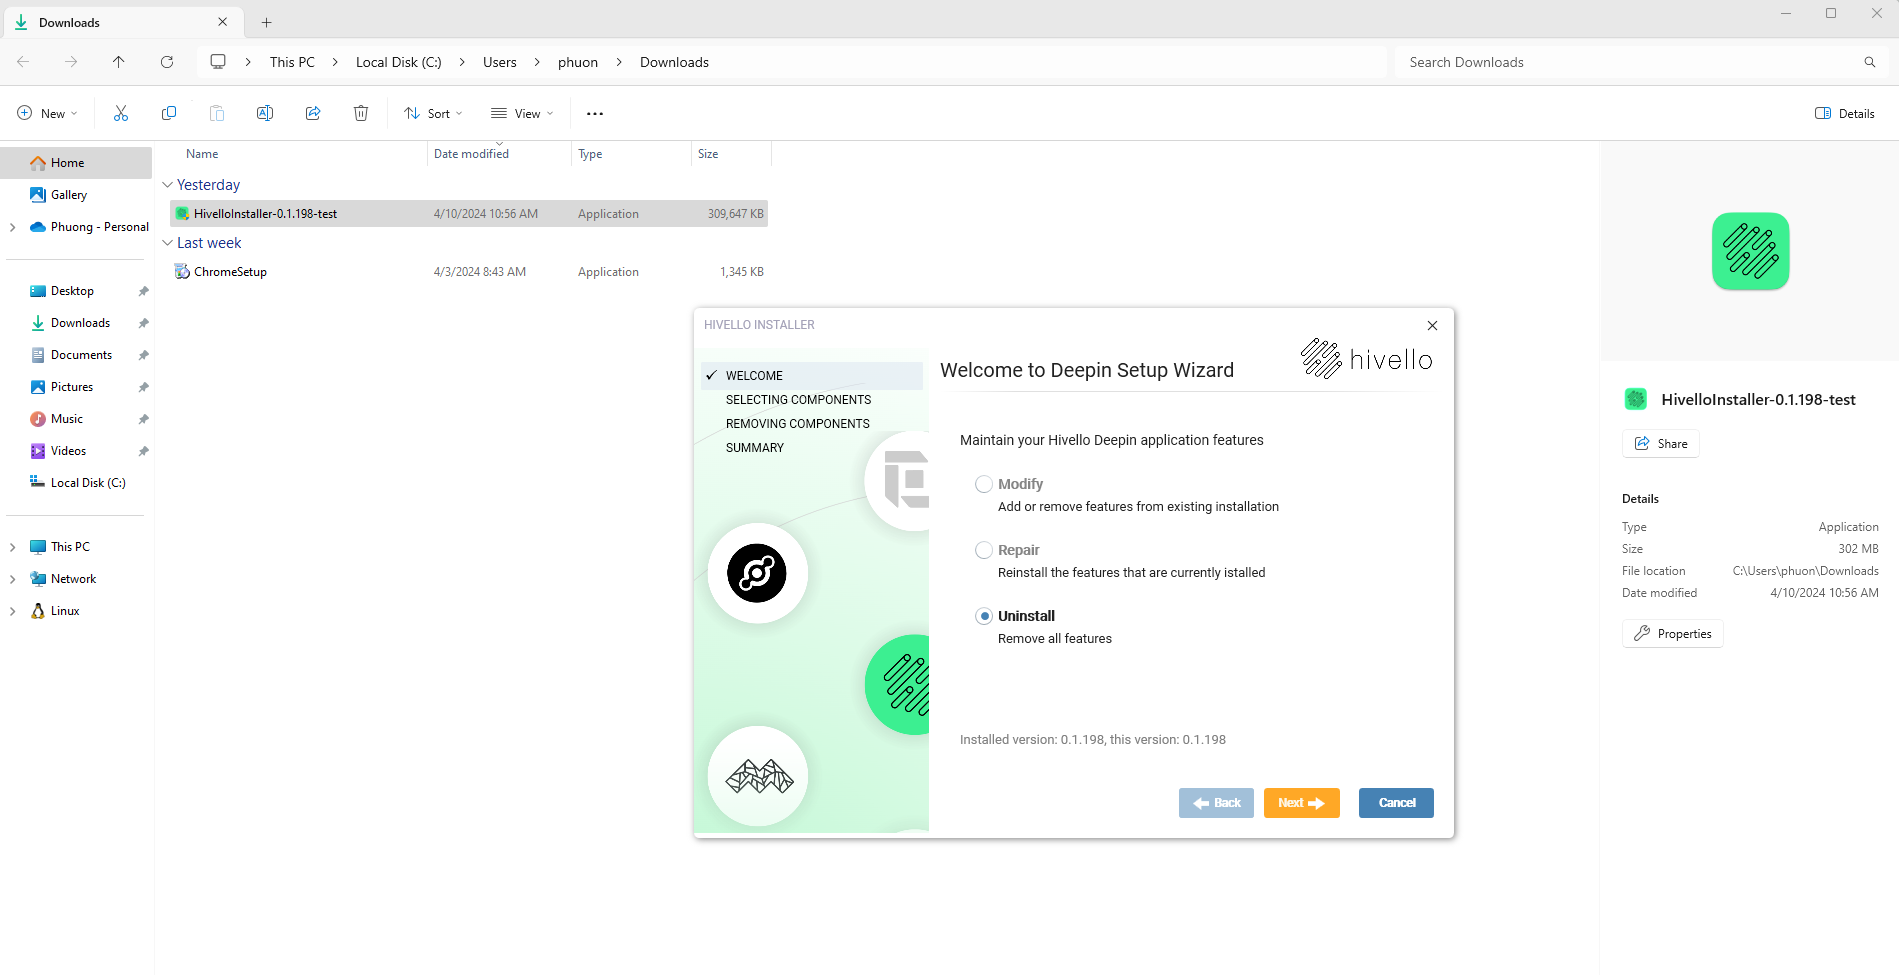 Downloads
This PC
Local Disk (C:)
Users
phuon
Downloads
Search Downloads
New
Sort
View
Details
Home
Gallery
Phuong - Personal
Desktop
Downloads
Documents
Pictures
Music
Videos
Local Disk (C:)
This PC
Network
Linux
Name Date modified Type Size
Yesterday
HivelloInstaller-0.1.198-test 4/10/2024 10:56 AM Application 309,647 KB
Last week
ChromeSetup 4/3/2024 8:43 AM Application 1,345 KB
HIVELLO INSTALLER
WELCOME
SELECTING COMPONENTS
REMOVING COMPONENTS
SUMMARY
Welcome to Deepin Setup Wizard
hivello
Maintain your Hivello Deepin application features
Modify
Add or remove features from existing installation
Repair
Reinstall the features that are currently istalled
Uninstall
Remove all features
Installed version: 0.1.198, this version: 0.1.198
Back
Next
Cancel
HivelloInstaller-0.1.198-test
Share
Details
Type Application
Size 302 MB
File location C:\Users\phuon\Downloads
Date modified 4/10/2024 10:56 AM
Properties